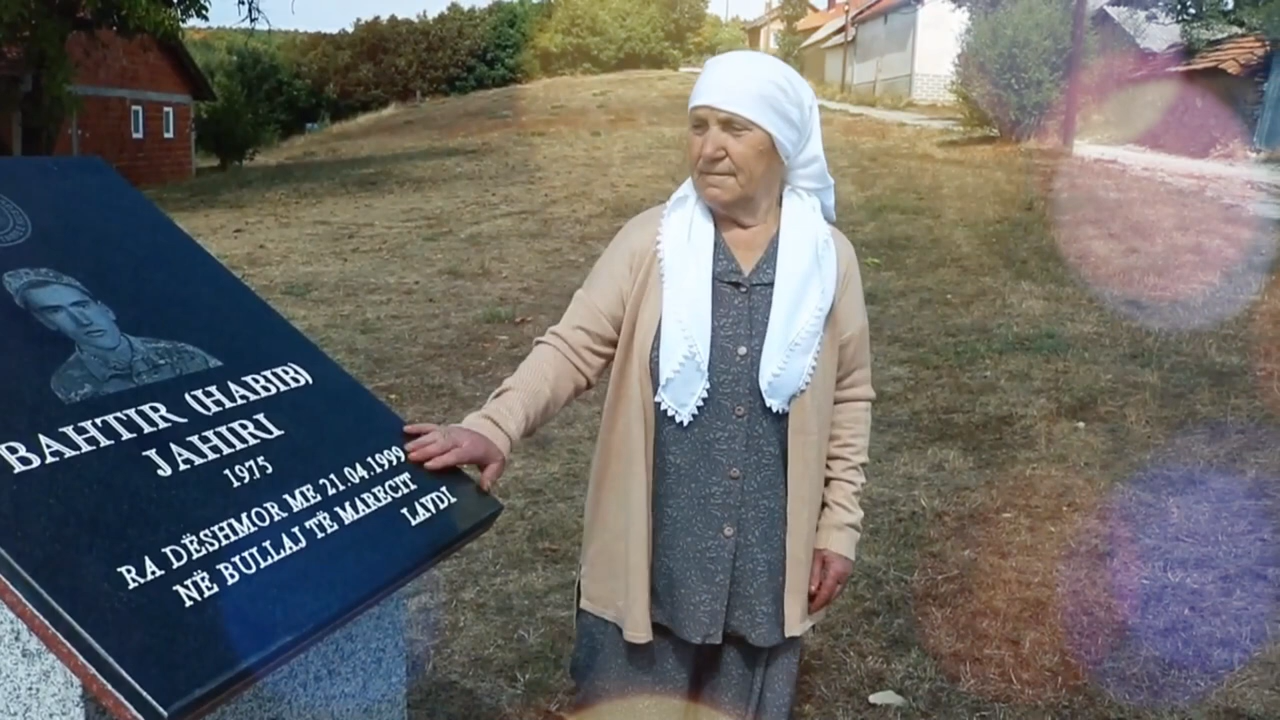 BAHTIR (HABIB)
JAHIRI
1975
RA DËSHMOR ME 21.04.1999
NË BULLAJ TË MARECIT
LAVDI